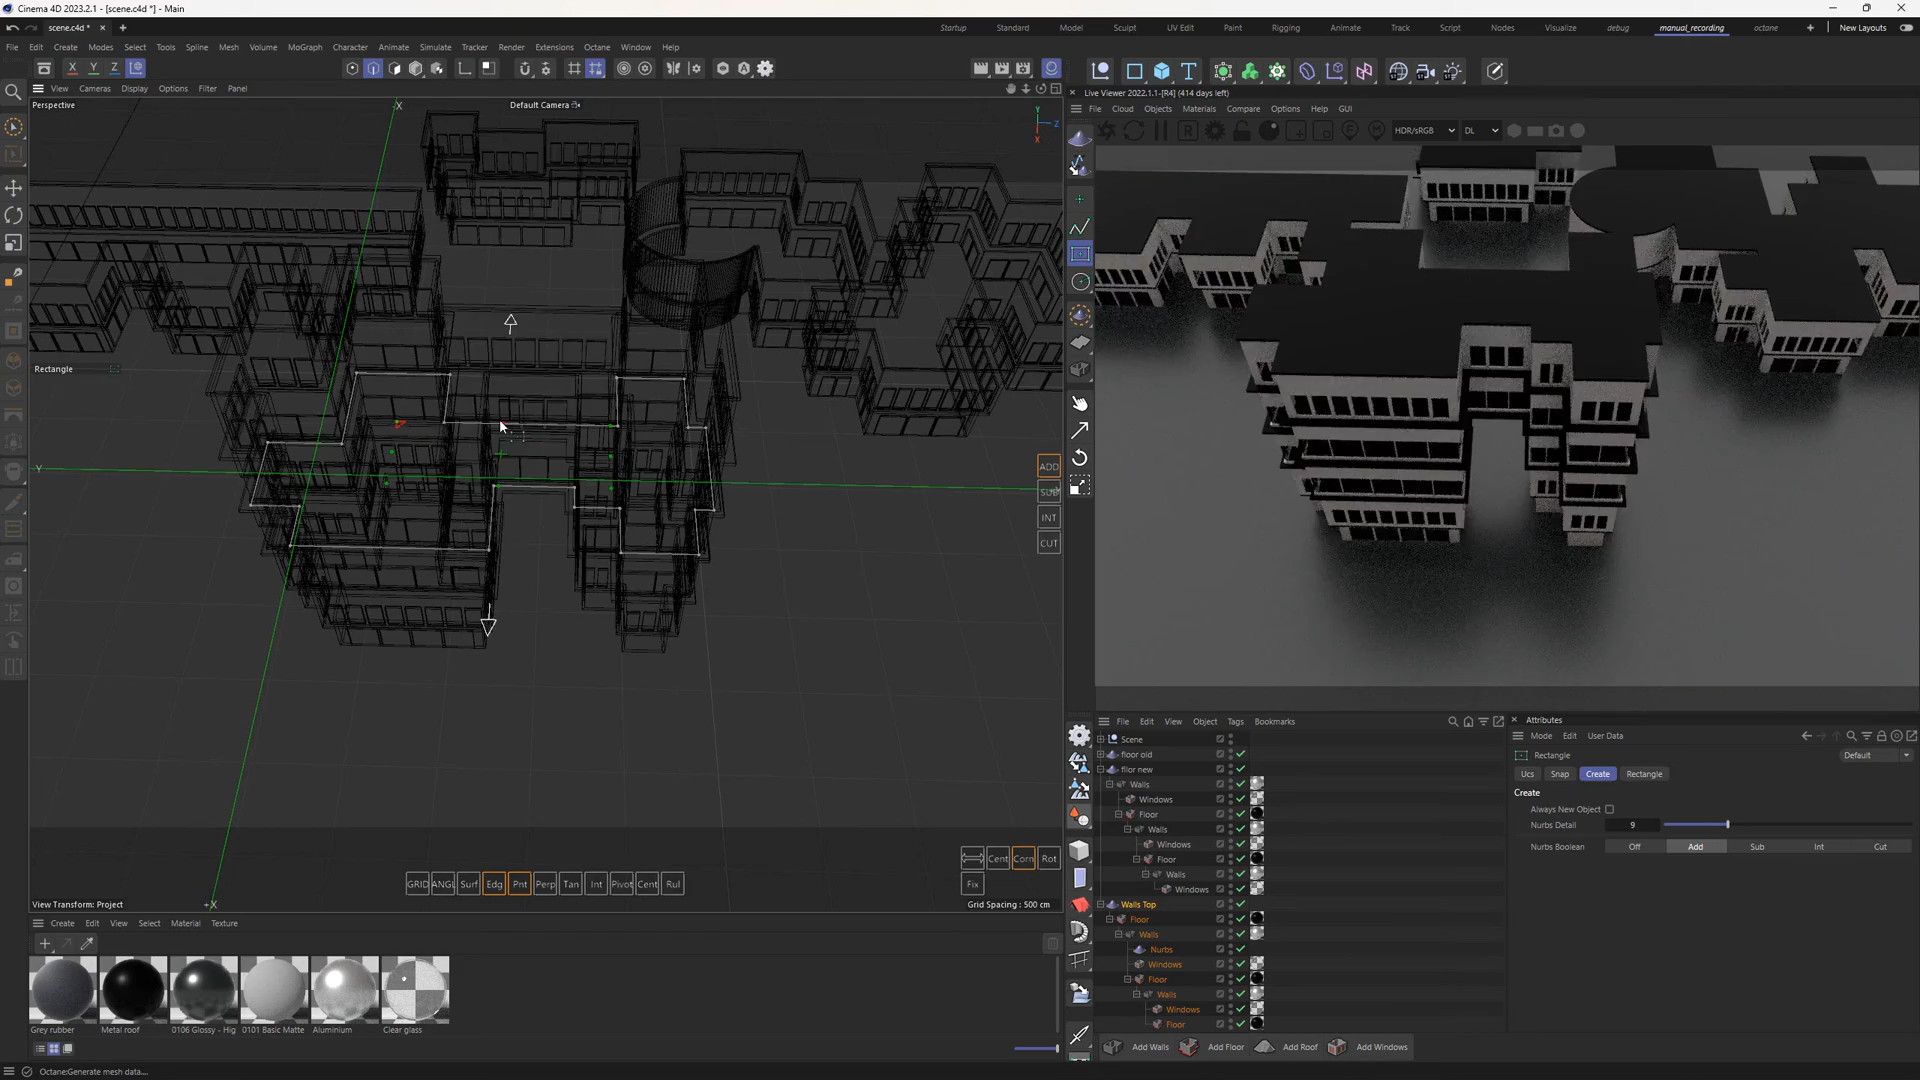 Cinema 4D 2023.2.1 - [scene.c4d *] - Main
scene.c4d *
Startup Standard Model Sculpt UV Edit Paint Rigging Animate Track Script Nodes Visualize debug manual_recording octane New Layouts
File Edit Create Modes Select Tools Spline Mesh Volume MoGraph Character Animate Simulate Tracker Render Extensions Octane Window Help
X Y Z
View Cameras Display Options Filter Panel
Live Viewer 2022.1.1-[R4] (414 days left)
Perspective
Default Camera
File Cloud Objects Materials Compare Options Help GUI
HDR/sRGB
DL
Rectangle
ADD
SUB
INT
CUT
Cent Corn Rot
Fix
GRID ANGL Surf Edg Pnt Perp Tan Int Pivot Cent Rul
View Transform: Project
Grid Spacing : 500 cm
Create Edit View Select Material Texture
Grey rubber Metal roof 0106 Glossy - Hig 0101 Basic Matte Aluminium Clear glass
Octane:Generate mesh data....
File Edit View Object Tags Bookmarks
Scene
floor old
flor new
Walls
Windows
Floor
Walls
Windows
Floor
Walls
Windows
Walls Top
Floor
Walls
Nurbs
Windows
Floor
Walls
Windows
Floor
Add Walls Add Floor Add Roof Add Windows
Attributes
Mode Edit User Data
Rectangle
Default
Ucs Snap Create Rectangle
Create
Always New Object
Nurbs Detail 9
Nurbs Boolean Off Add Sub Int Cut